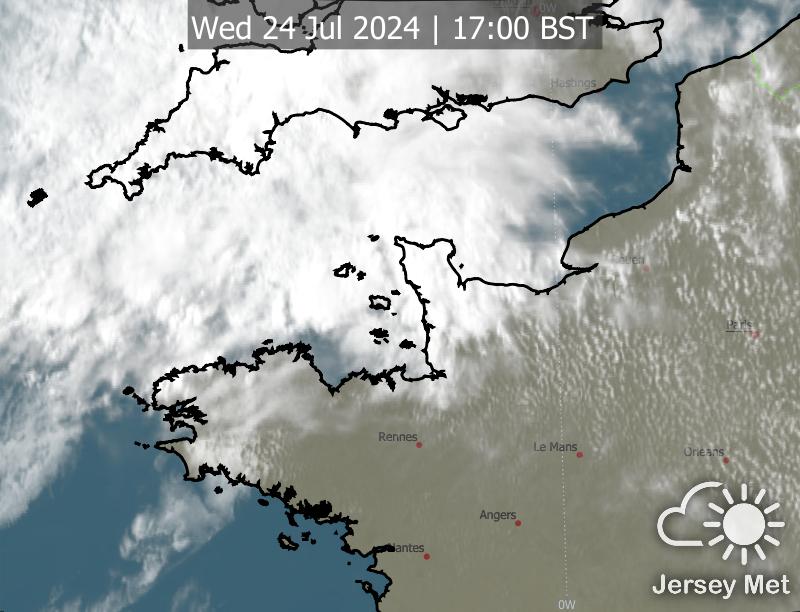 0W
Wed 24 Jul 2024 | 17:00 BST
Hastings
Rouen
Paris
Rennes
Le Mans
Orleans
Angers
Nantes
Jersey Met
0W